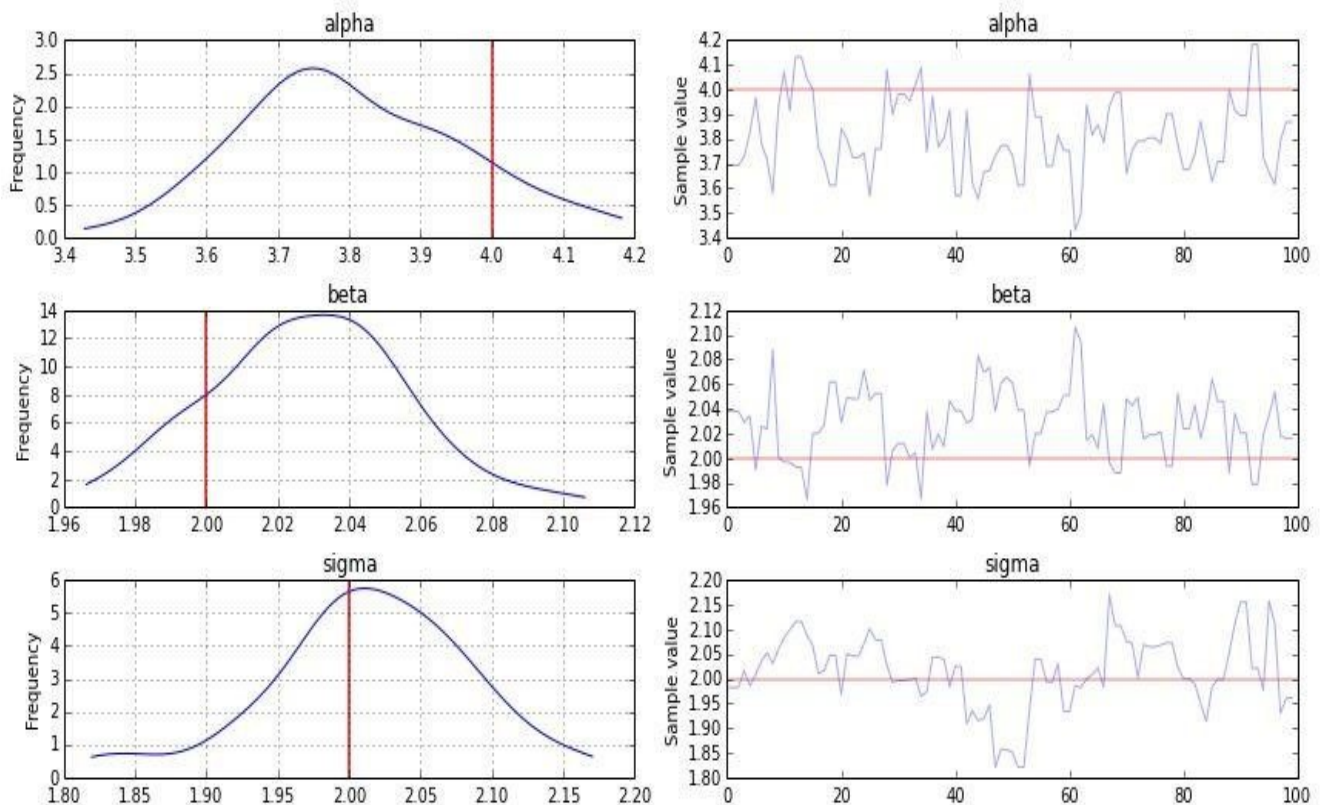 alpha
Frequency
3.0
2.5
2.0
1.5
1.0
0.5
0.0
3.4 3.5 3.6 3.7 3.8 3.9 4.0 4.1 4.2
alpha
Sample value
4.2
4.1
4.0
3.9
3.8
3.7
3.6
3.5
3.4
0 20 40 60 80 100
beta
Frequency
14
12
10
8
6
4
2
0
1.96 1.98 2.00 2.02 2.04 2.06 2.08 2.10 2.12
beta
Sample value
2.12
2.10
2.08
2.06
2.04
2.02
2.00
1.98
1.96
0 20 40 60 80 100
sigma
Frequency
6
5
4
3
2
1
0
1.80 1.85 1.90 1.95 2.00 2.05 2.10 2.15 2.20
sigma
Sample value
2.20
2.15
2.10
2.05
2.00
1.95
1.90
1.85
1.80
0 20 40 60 80 100